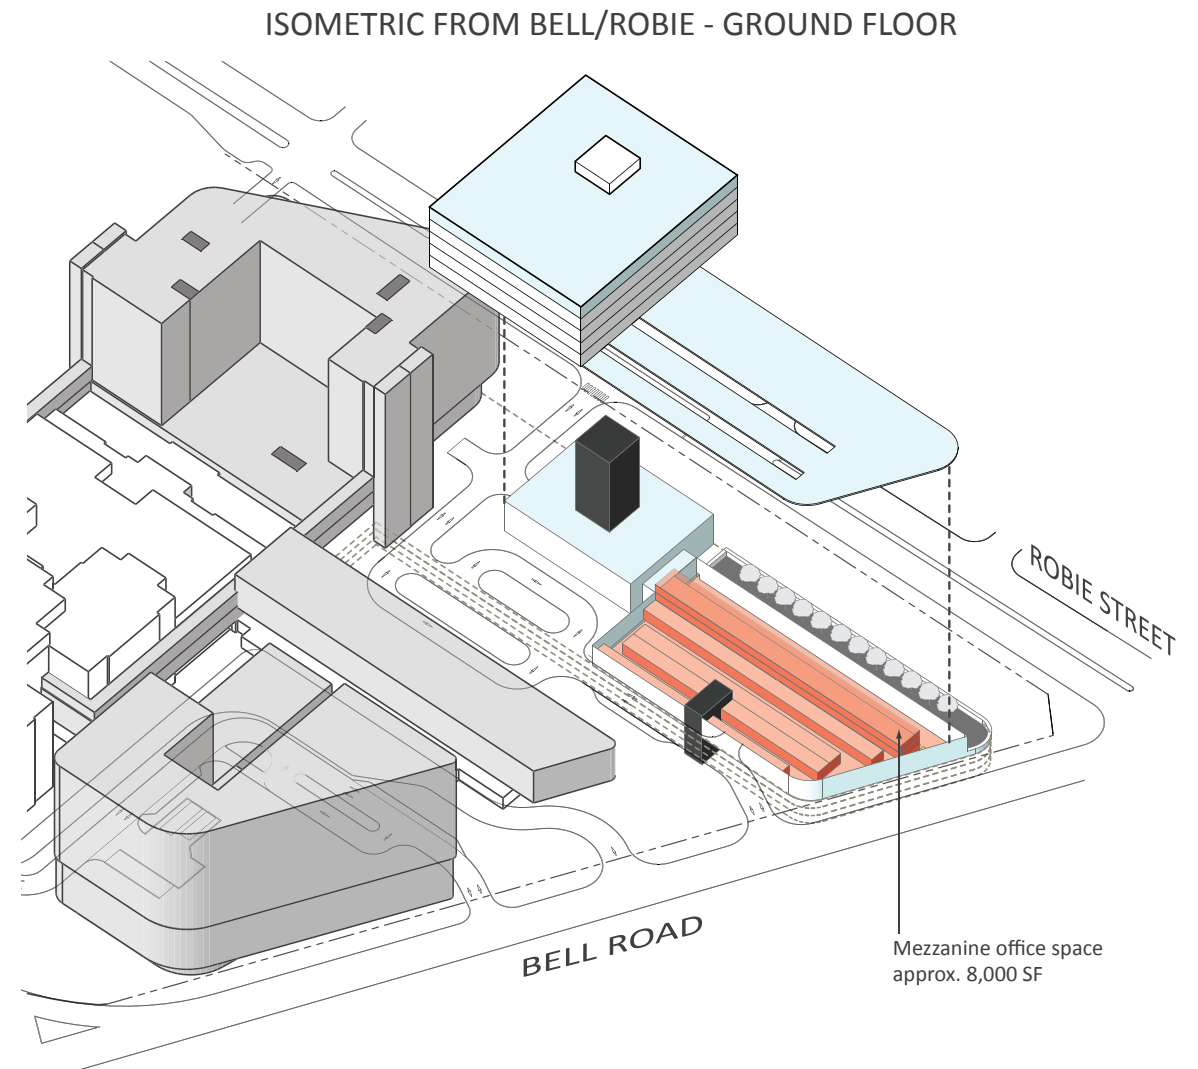 ISOMETRIC FROM BELL/ROBIE - GROUND FLOOR
ROBIE STREET
BELL ROAD
Mezzanine office space
approx. 8,000 SF